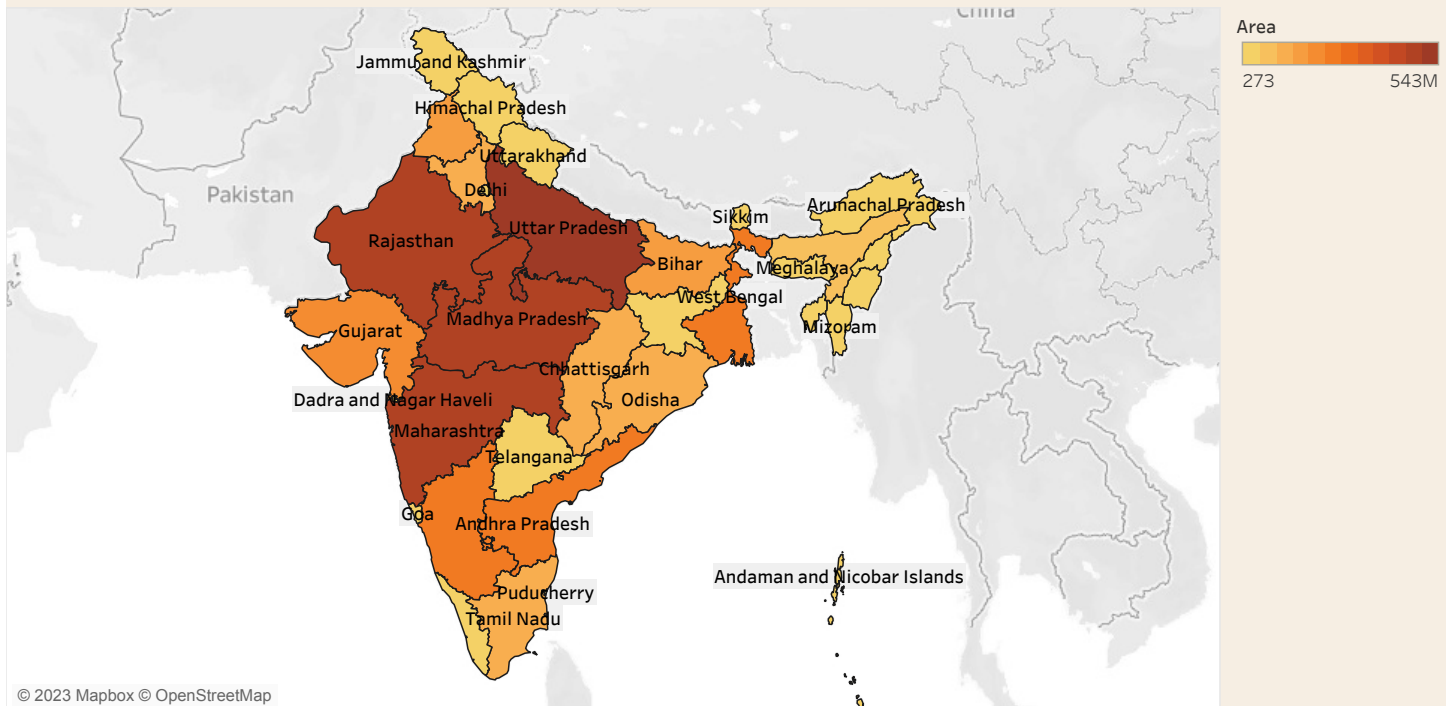 China
Area
273 543M
Jammu and Kashmir
Himachal Pradesh
Uttarakhand
Pakistan
Delhi
Arunachal Pradesh
Sikkim
Uttar Pradesh
Rajasthan
Bihar
Meghalaya
West Bengal
Madhya Pradesh
Mizoram
Gujarat
Chhattisgarh
Dadra and Nagar Haveli
Odisha
Maharashtra
Telangana
Goa
Andhra Pradesh
Andaman and Nicobar Islands
Puducherry
Tamil Nadu
© 2023 Mapbox © OpenStreetMap